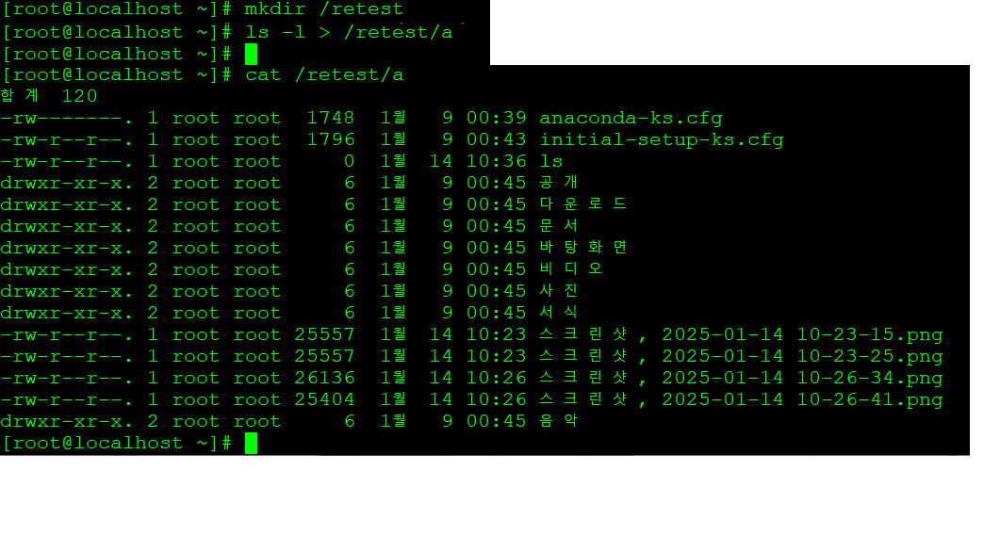 [root@localhost ~]# mkdir /retest
[root@localhost ~]# ls -l > /retest/a
[root@localhost ~]#
[root@localhost ~]# cat /retest/a
합계 120
-rw-------. 1 root root  1748  1월   9 00:39 anaconda-ks.cfg
-rw-r--r--. 1 root root  1796  1월   9 00:43 initial-setup-ks.cfg
-rw-r--r--. 1 root root     0  1월  14 10:36 ls
drwxr-xr-x. 2 root root     6  1월   9 00:45 공개
drwxr-xr-x. 2 root root     6  1월   9 00:45 다운로드
drwxr-xr-x. 2 root root     6  1월   9 00:45 문서
drwxr-xr-x. 2 root root     6  1월   9 00:45 바탕화면
drwxr-xr-x. 2 root root     6  1월   9 00:45 비디오
drwxr-xr-x. 2 root root     6  1월   9 00:45 사진
drwxr-xr-x. 2 root root     6  1월   9 00:45 서식
-rw-r--r--. 1 root root 25557  1월  14 10:23 스크린샷, 2025-01-14 10-23-15.png
-rw-r--r--. 1 root root 25557  1월  14 10:23 스크린샷, 2025-01-14 10-23-25.png
-rw-r--r--. 1 root root 26136  1월  14 10:26 스크린샷, 2025-01-14 10-26-34.png
-rw-r--r--. 1 root root 25404  1월  14 10:26 스크린샷, 2025-01-14 10-26-41.png
drwxr-xr-x. 2 root root     6  1월   9 00:45 음악
[root@localhost ~]#